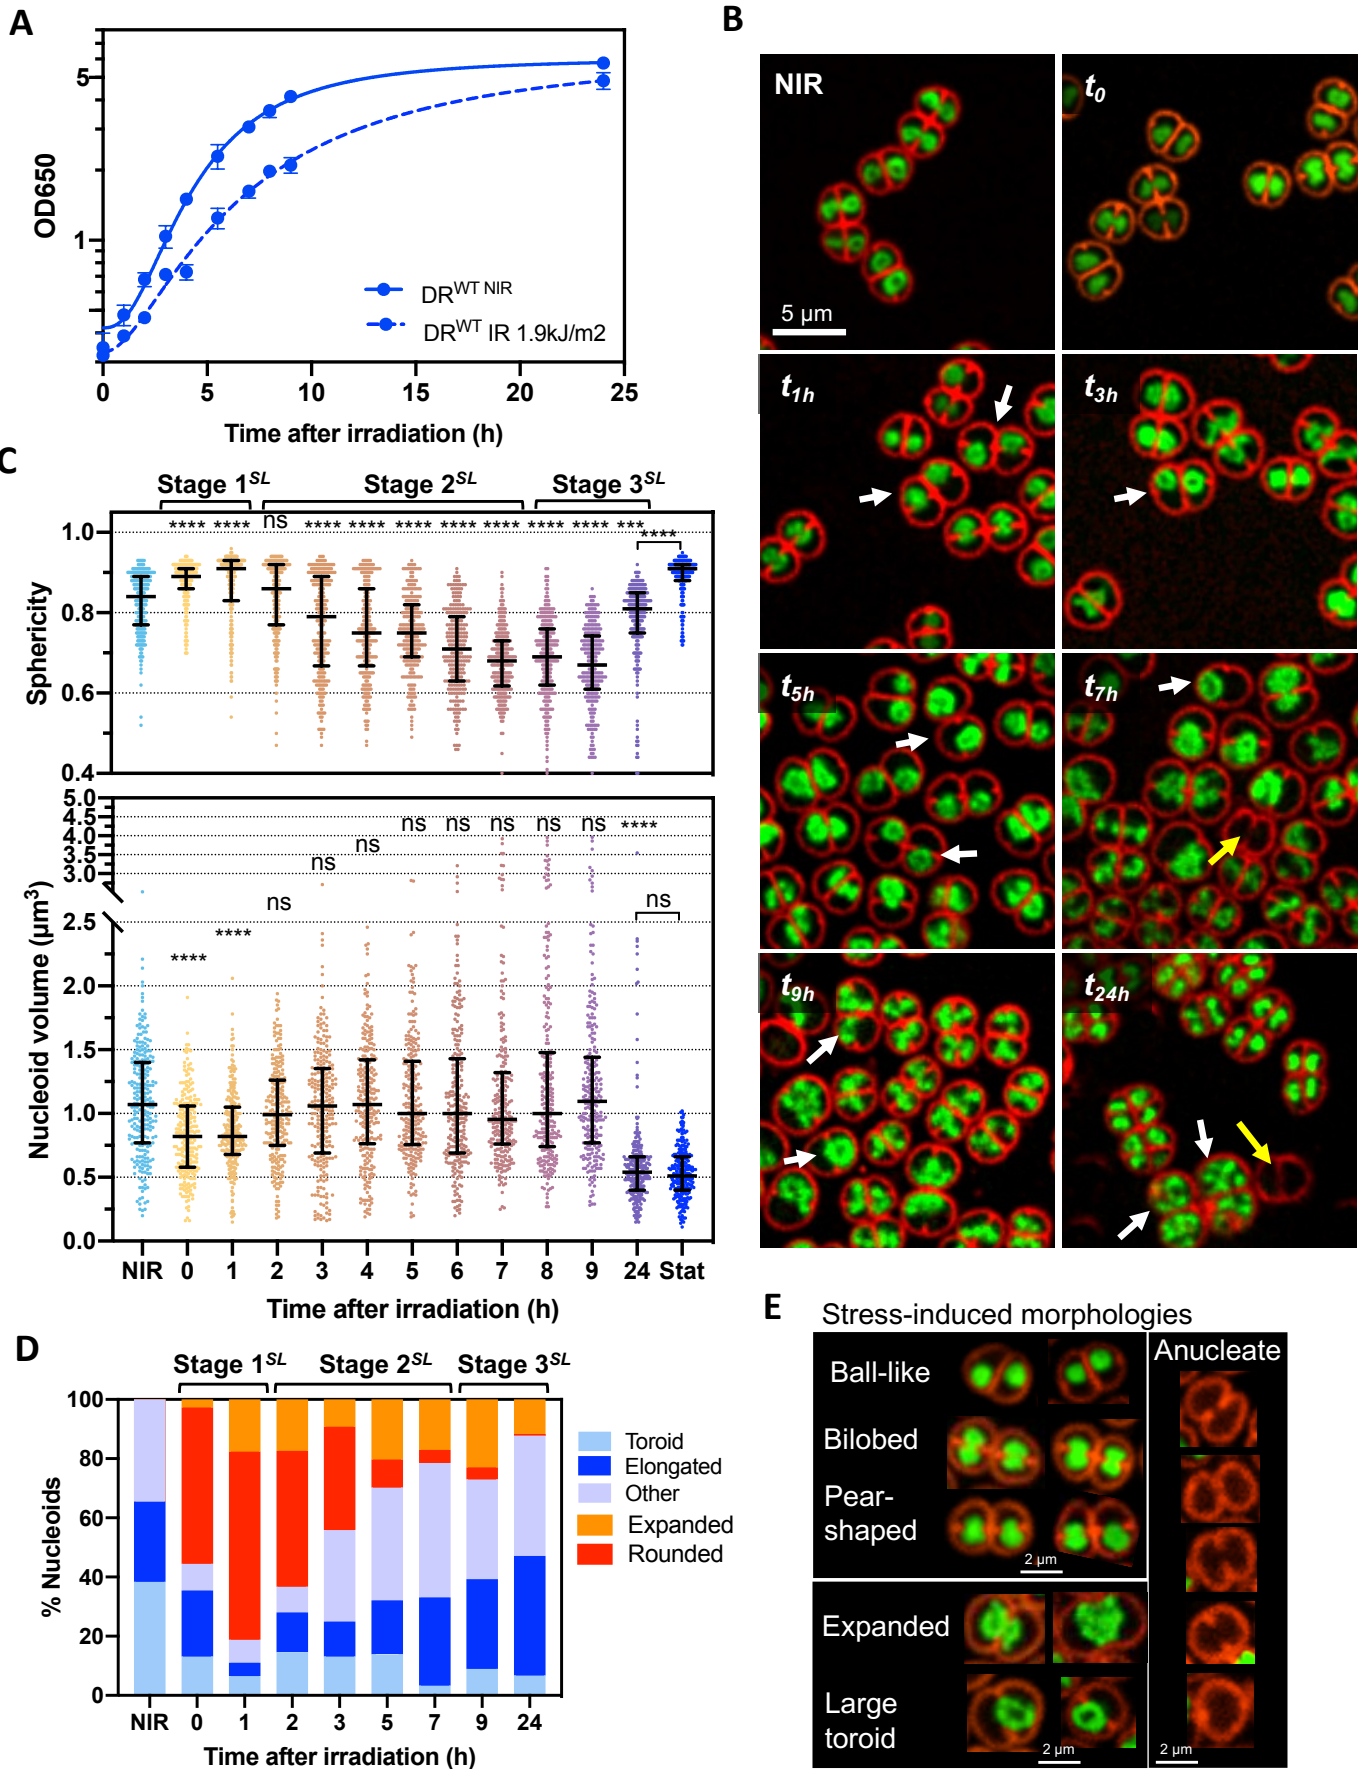 A
5
1
OD650
0 5 10 15 20 25
Time after irradiation (h)
DR^WT NIR
DR^WT IR 1.9kJ/m2
B
NIR
5 µm
t0
t1h
t3h
t5h
t7h
t9h
t24h
C
Stage 1^SL Stage 2^SL Stage 3^SL
**** **** ns **** **** **** **** **** **** **** ***
****
1.0
0.8
0.6
0.4
Sphericity
5.0
4.5
4.0
3.5
3.0
2.5
2.0
1.5
1.0
0.5
0.0
Nucleoid volume (µm³)
**** **** ns ns ns ns ns ns ns ns ****
ns
NIR 0 1 2 3 4 5 6 7 8 9 24 Stat
Time after irradiation (h)
D
Stage 1^SL Stage 2^SL Stage 3^SL
100
80
60
40
20
0
% Nucleoids
NIR 0 1 2 3 5 7 9 24
Time after irradiation (h)
Toroid
Elongated
Other
Expanded
Rounded
E
Stress-induced morphologies
Ball-like
Bilobed
Pear-
shaped
2 µm
Expanded
Large
toroid
2 µm
Anucleate
2 µm